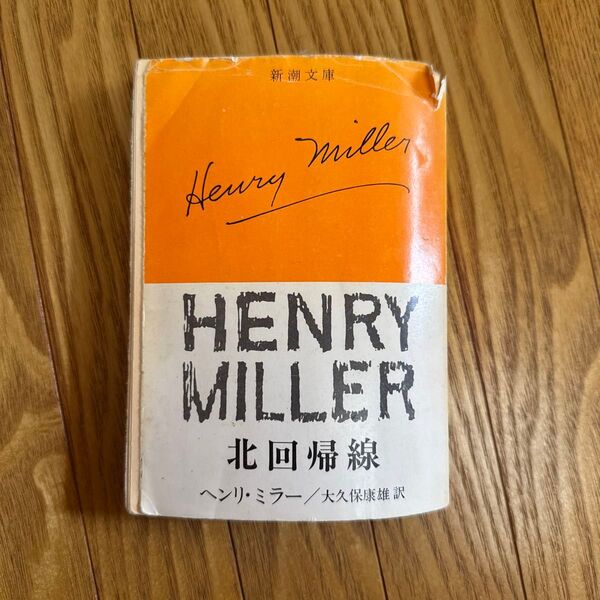 新潮文庫
Henry Miller
HENRY
MILLER
北回帰線
ヘンリ・ミラー/大久保康雄訳